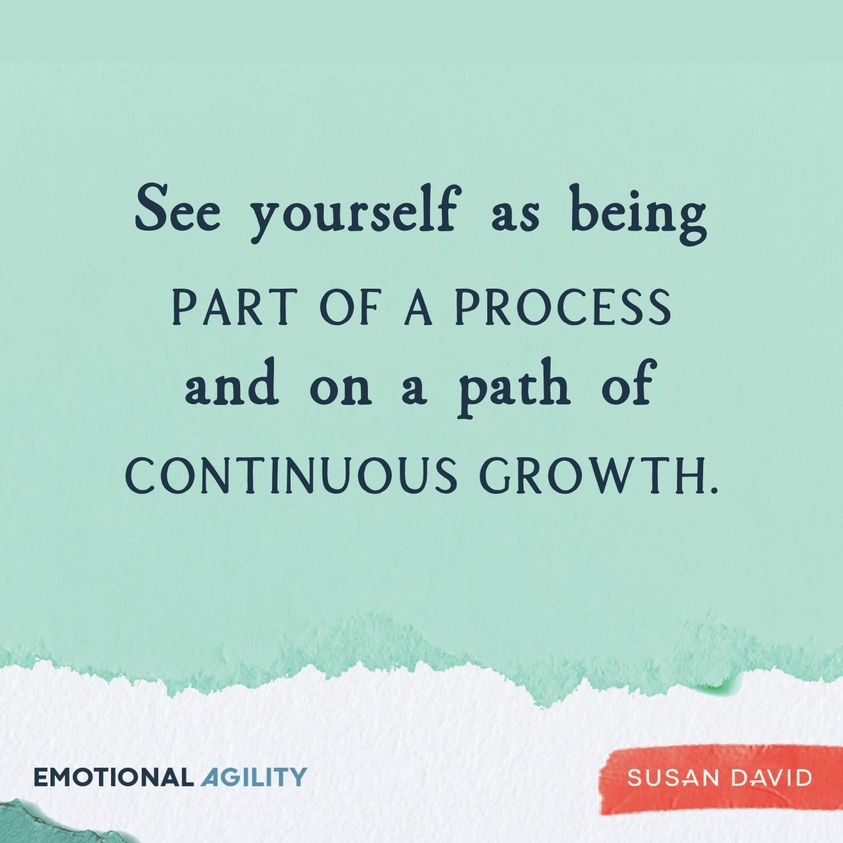 See yourself as being
PART OF A PROCESS
and on a path of
CONTINUOUS GROWTH.
EMOTIONAL AGILITY
SUSAN DAVID